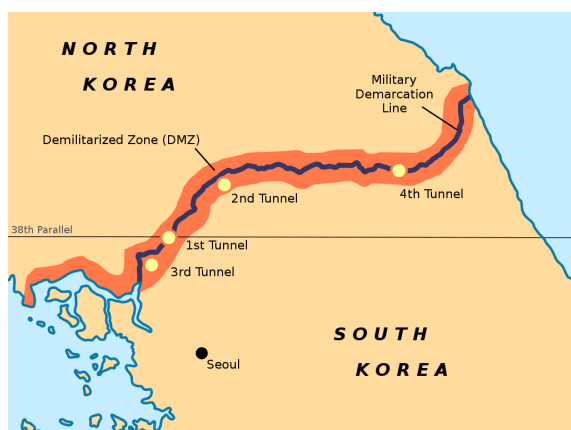 NORTH
KOREA
Military
Demarcation
Line
Demilitarized Zone (DMZ)
2nd Tunnel
4th Tunnel
38th Parallel
1st Tunnel
3rd Tunnel
SOUTH
KOREA
Seoul